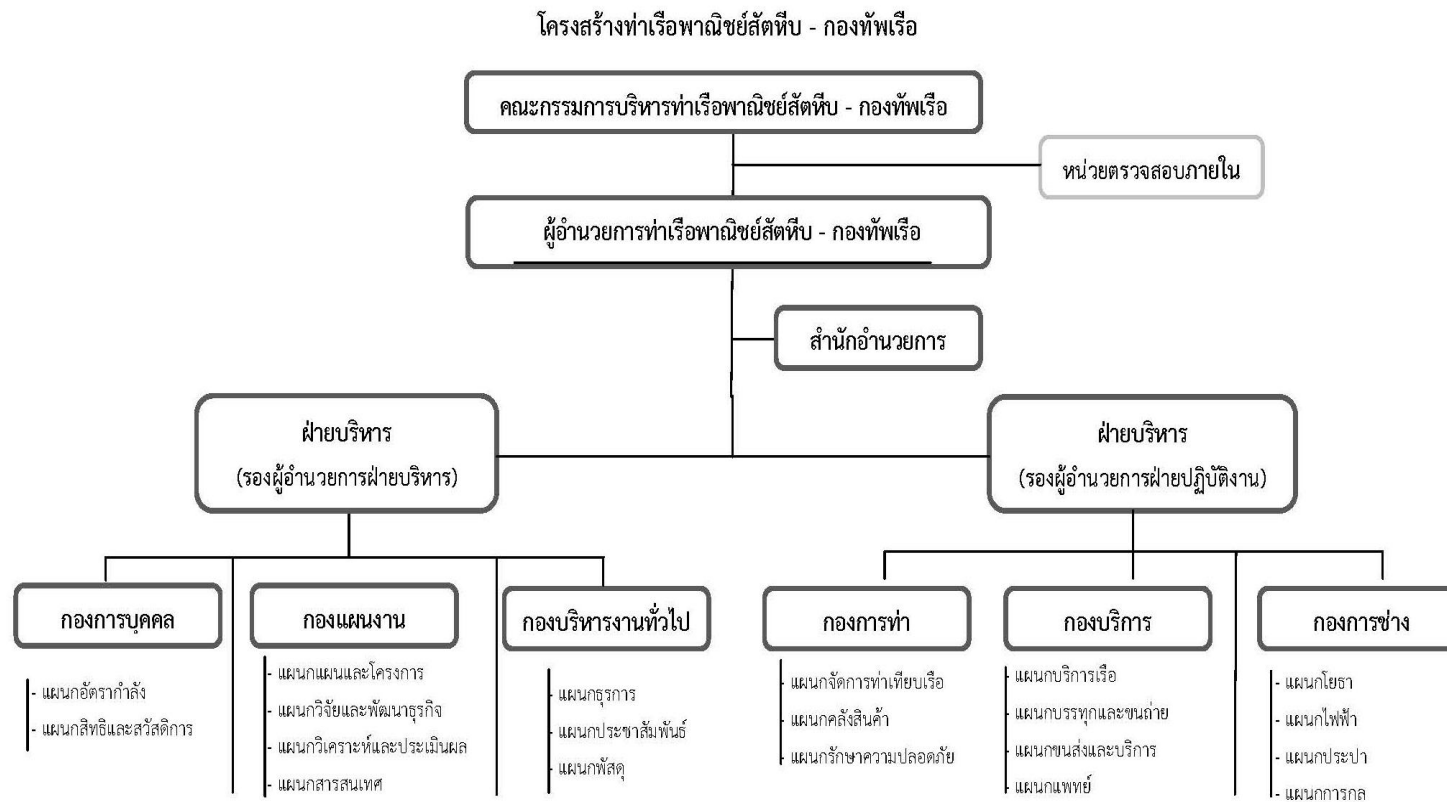 โครงสร้างท่าเรือพาณิชย์สัตหีบ - กองทัพเรือ
คณะกรรมการบริหารท่าเรือพาณิชย์สัตหีบ - กองทัพเรือ
หน่วยตรวจสอบภายใน
ผู้อำนวยการท่าเรือพาณิชย์สัตหีบ - กองทัพเรือ
สำนักอำนวยการ
ฝ่ายบริหาร
(รองผู้อำนวยการฝ่ายบริหาร)
ฝ่ายบริหาร
(รองผู้อำนวยการฝ่ายปฏิบัติงาน)
กองการบุคคล
- แผนกอัตรากำลัง
- แผนกสิทธิและสวัสดิการ
กองแผนงาน
- แผนกแผนและโครงการ
- แผนกวิจัยและพัฒนาธุรกิจ
- แผนกวิเคราะห์และประเมินผล
- แผนกสารสนเทศ
กองบริหารงานทั่วไป
- แผนกธุรการ
- แผนกประชาสัมพันธ์
- แผนกพัสดุ
กองการท่า
- แผนกจัดการท่าเทียบเรือ
- แผนกคลังสินค้า
- แผนกรักษาความปลอดภัย
กองบริการ
- แผนกบริการเรือ
- แผนกบรรทุกและขนถ่าย
- แผนกขนส่งและบริการ
- แผนกแพทย์
กองการช่าง
- แผนกโยธา
- แผนกไฟฟ้า
- แผนกประปา
- แผนกการกล